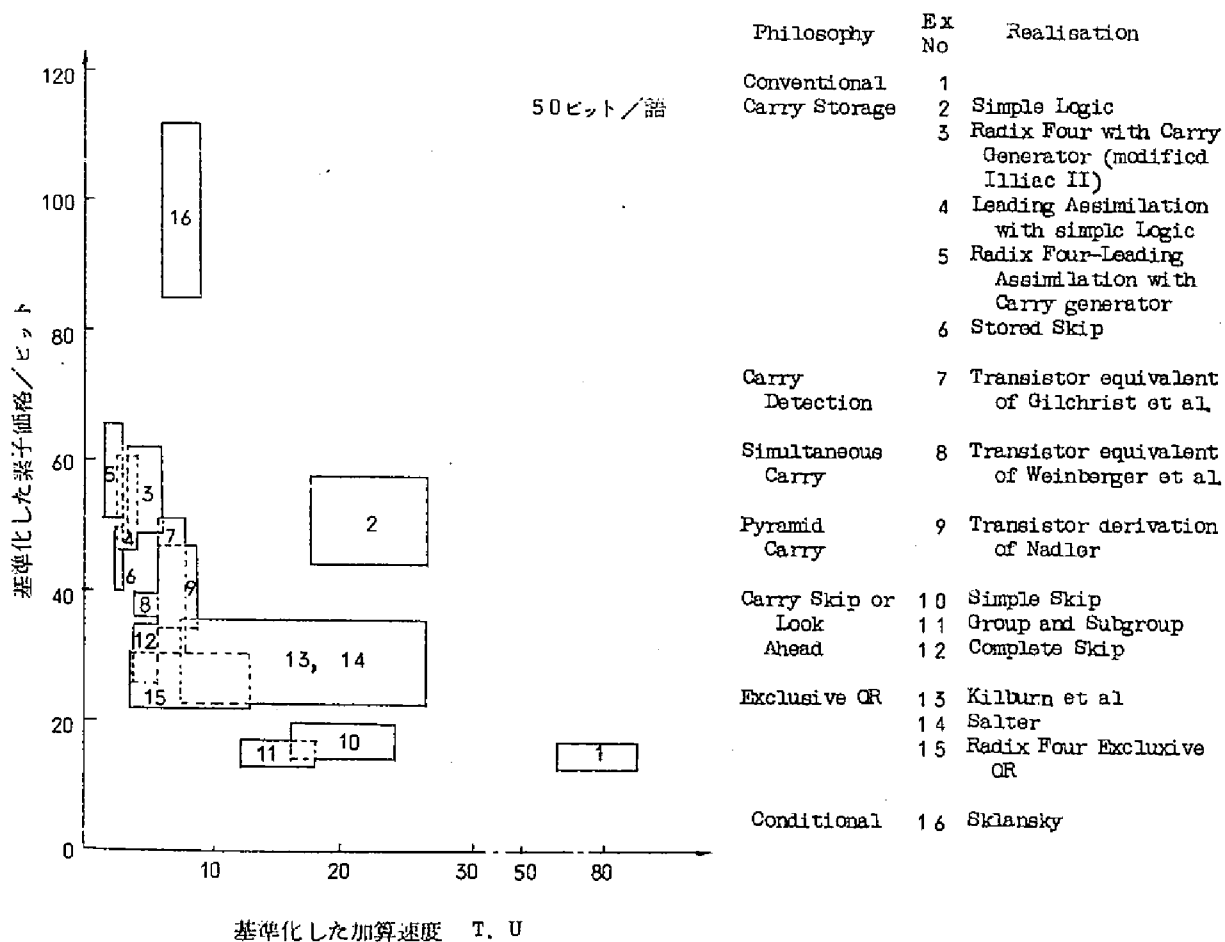 120
100
80
60
40
20
0
10
20
30
50
80
基準化した素子価格/ビット
基準化した加算速度 T. U
50ビット/語
16
5
3
2
4
7
6
9
8
12
13, 14
15
10
11
1
Philosophy Ex No Realisation
Conventional 1
Carry Storage 2 Simple Logic
3 Radix Four with Carry
Generator (modificd
Illiac II)
4 Leading Assimilation
with simplc Logic
5 Radix Four-Leading
Assimilation with
Carry generator
6 Stored Skip
Carry 7 Transistor equivalent
Detection of Gilchrist et al.
Simultaneous 8 Transistor equivalent
Carry of Weinberger et al.
Pyramid 9 Transistor derivation
Carry of Nadler
Carry Skip or 10 Simple Skip
Look 11 Group and Subgroup
Ahead 12 Complete Skip
Exclusive OR 13 Kilburn et al
14 Salter
15 Radix Four Excluxive
OR
Conditional 16 Sklansky